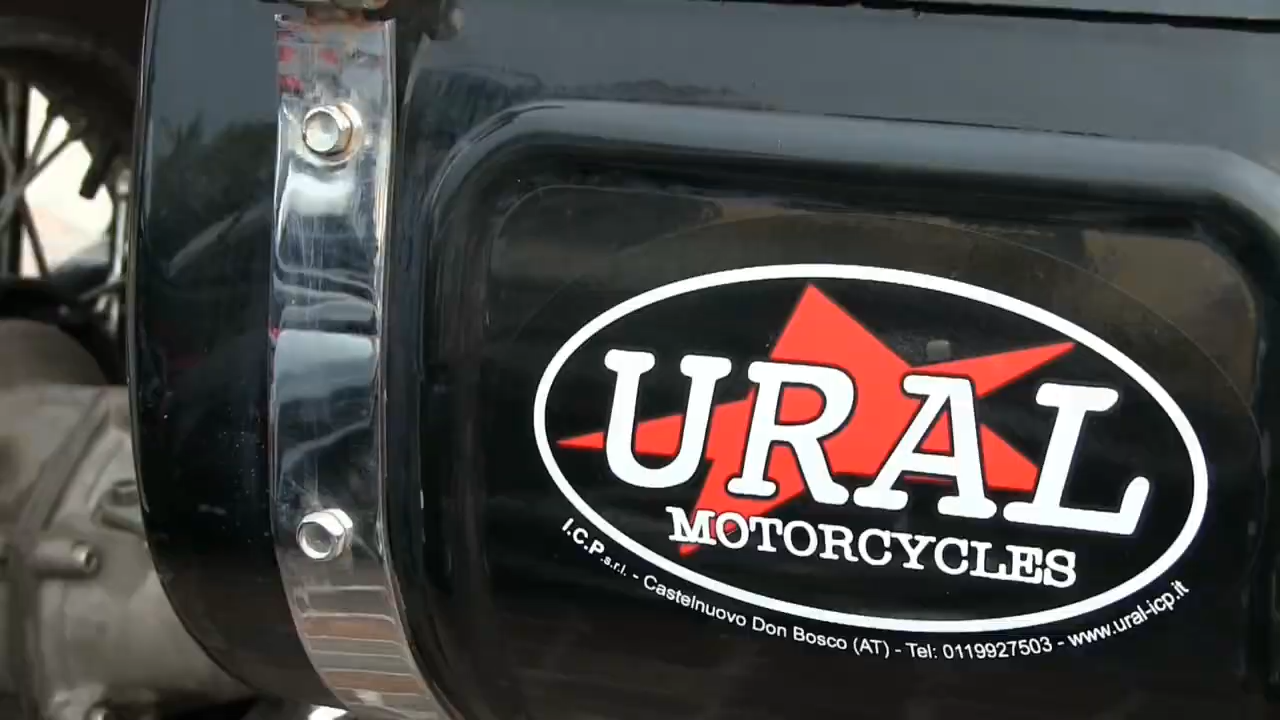 URAL
MOTORCYCLES
I.C.P. s.r.l. - Castelnuovo Don Bosco (AT) - Tel: 0119927503 - www.ural-icp.it